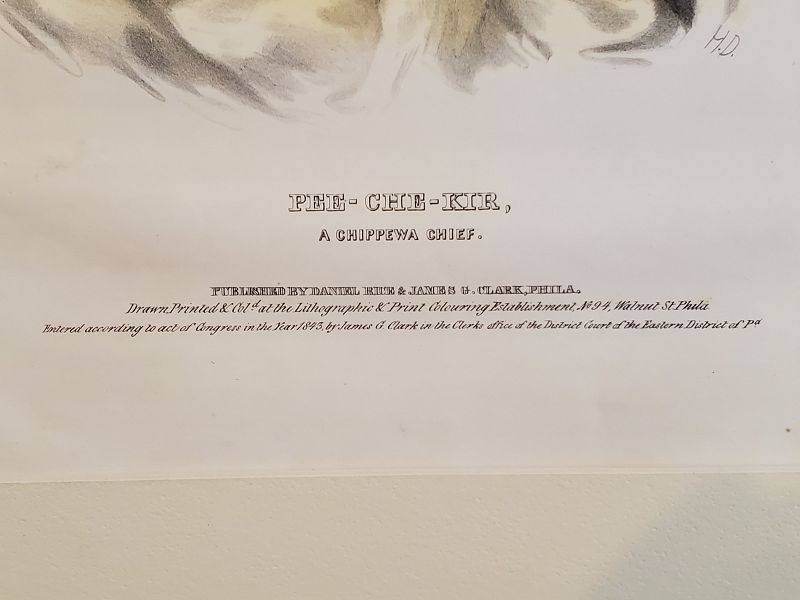 H.D.
PEE-CHE-KIR,
A CHIPPEWA CHIEF.
PUBLISHED BY DANIEL RICE & JAMES G. CLARK, PHILA.
Drawn, Printed & Col.ᵈ at the Lithographic & Print Colouring Establishment, Nº 94, Walnut St. Phila.
Entered according to act of Congress in the Year 1843, by James G. Clark in the Clerks office of the District Court of the Eastern District of Pᵃ